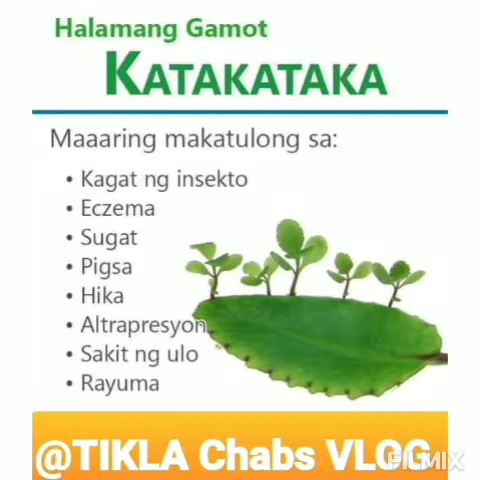 Halamang Gamot
KATAKATAKA
Maaaring makatulong sa:
• Kagat ng insekto
• Eczema
• Sugat
• Pigsa
• Hika
• Altrapresyon
• Sakit ng ulo
• Rayuma
@TIKLA Chabs VLOG
FILMIX